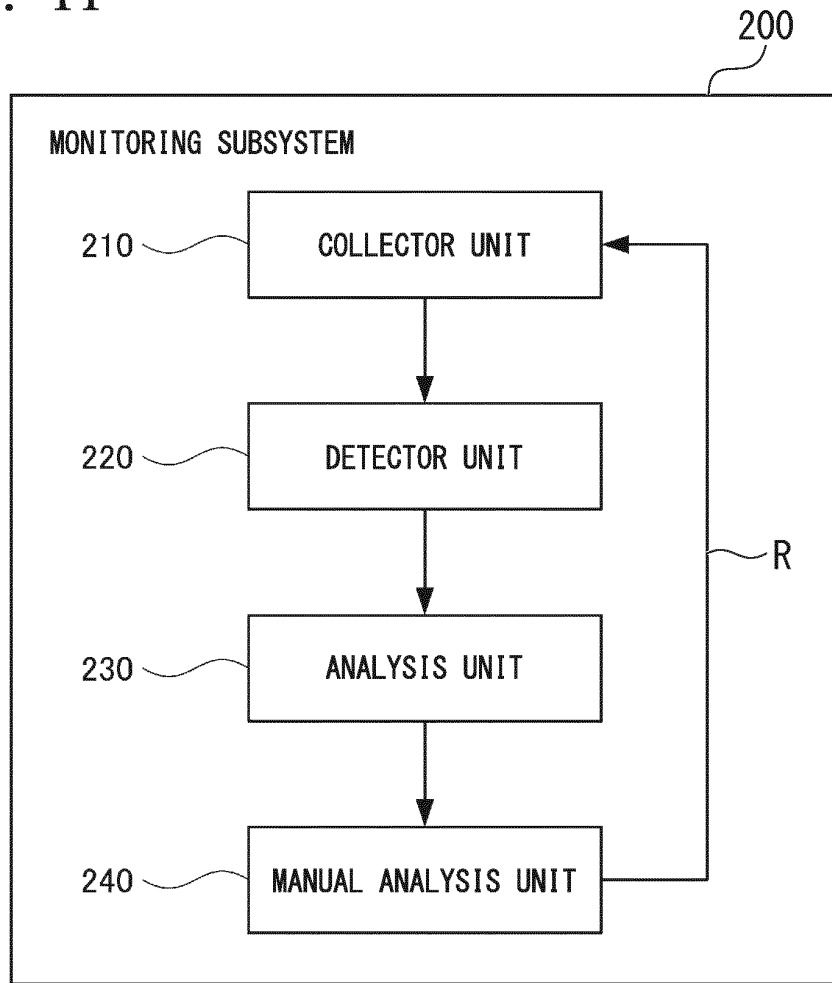 200
MONITORING SUBSYSTEM
210 COLLECTOR UNIT
220 DETECTOR UNIT
R
230 ANALYSIS UNIT
240 MANUAL ANALYSIS UNIT